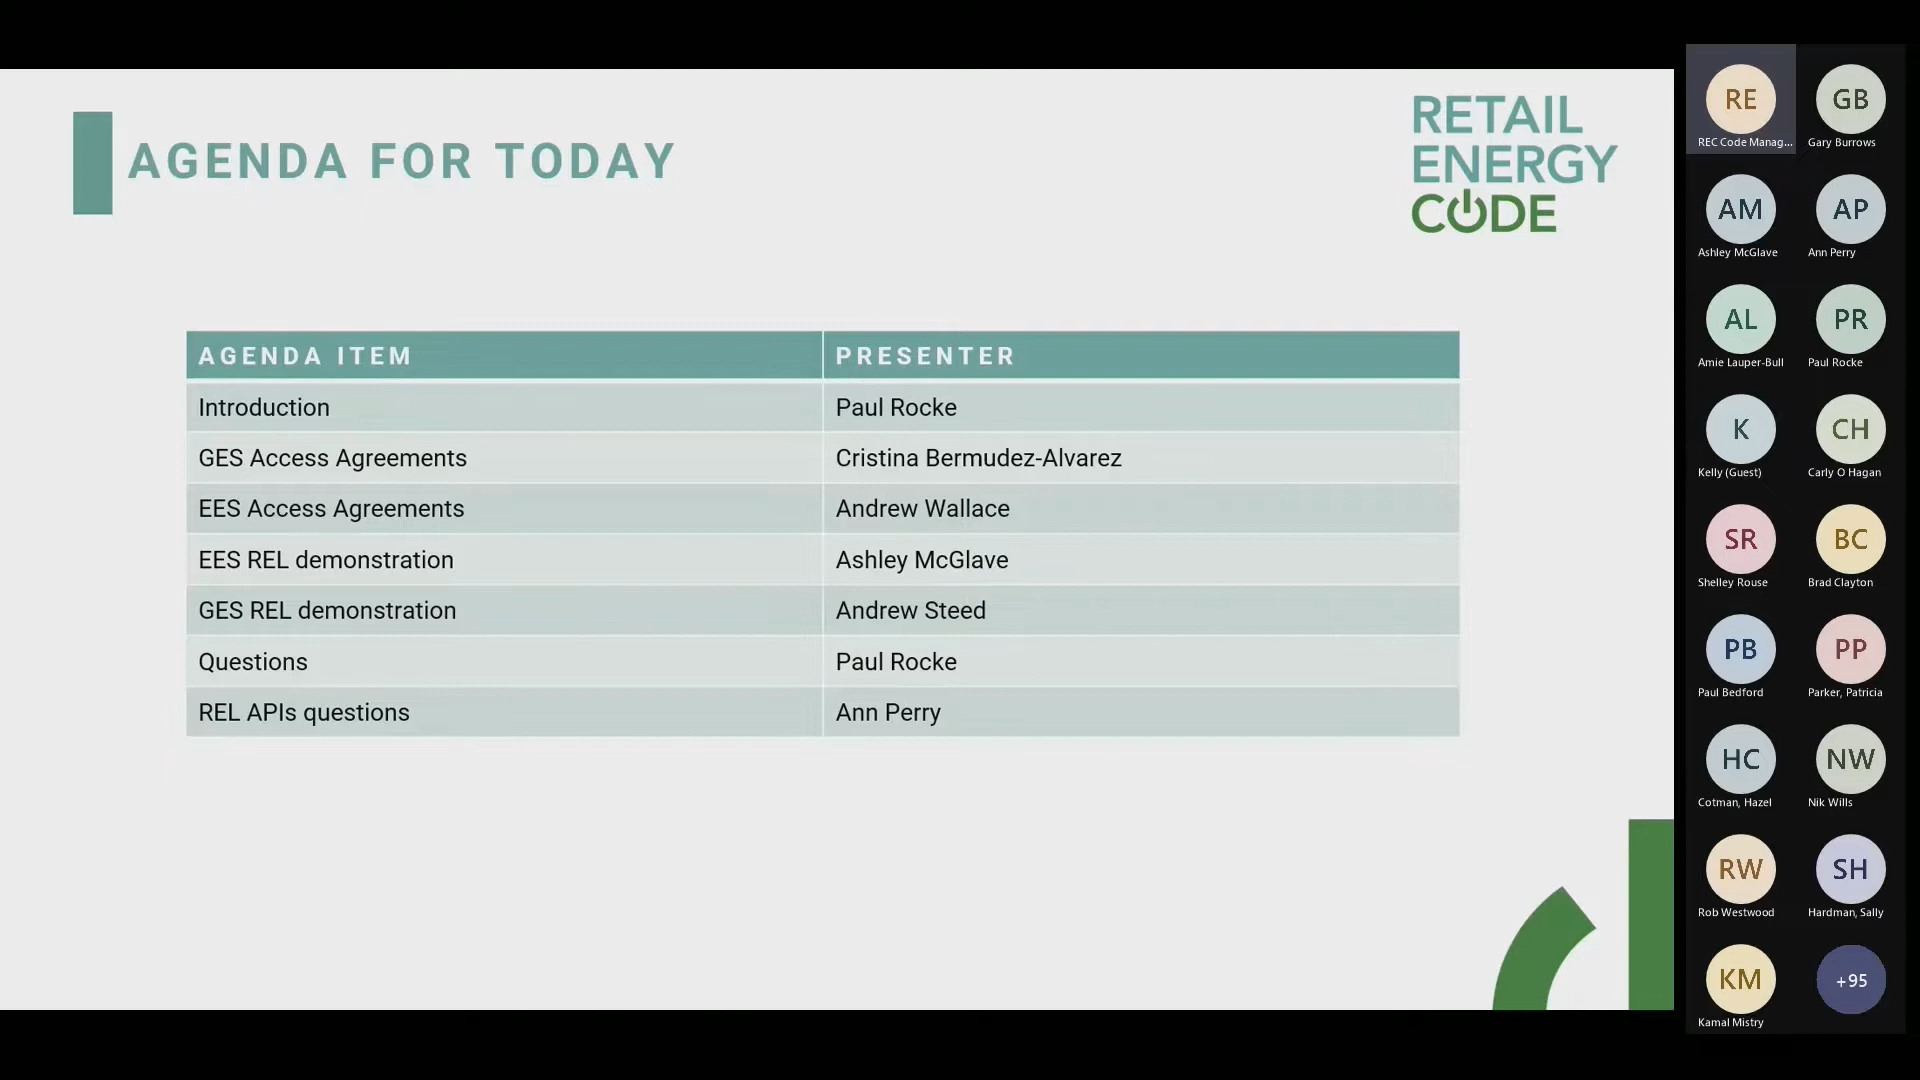 AGENDA FOR TODAY
RETAIL
ENERGY
CODE
AGENDA ITEM PRESENTER
Introduction Paul Rocke
GES Access Agreements Cristina Bermudez-Alvarez
EES Access Agreements Andrew Wallace
EES REL demonstration Ashley McGlave
GES REL demonstration Andrew Steed
Questions Paul Rocke
REL APIs questions Ann Perry
RE GB
REC Code Manag... Gary Burrows
AM AP
Ashley McGlave Ann Perry
AL PR
Amie Lauper-Bull Paul Rocke
K CH
Kelly (Guest) Carly O Hagan
SR BC
Shelley Rouse Brad Clayton
PB PP
Paul Bedford Parker, Patricia
HC NW
Cotman, Hazel Nik Wills
RW SH
Rob Westwood Hardman, Sally
KM +95
Kamal Mistry